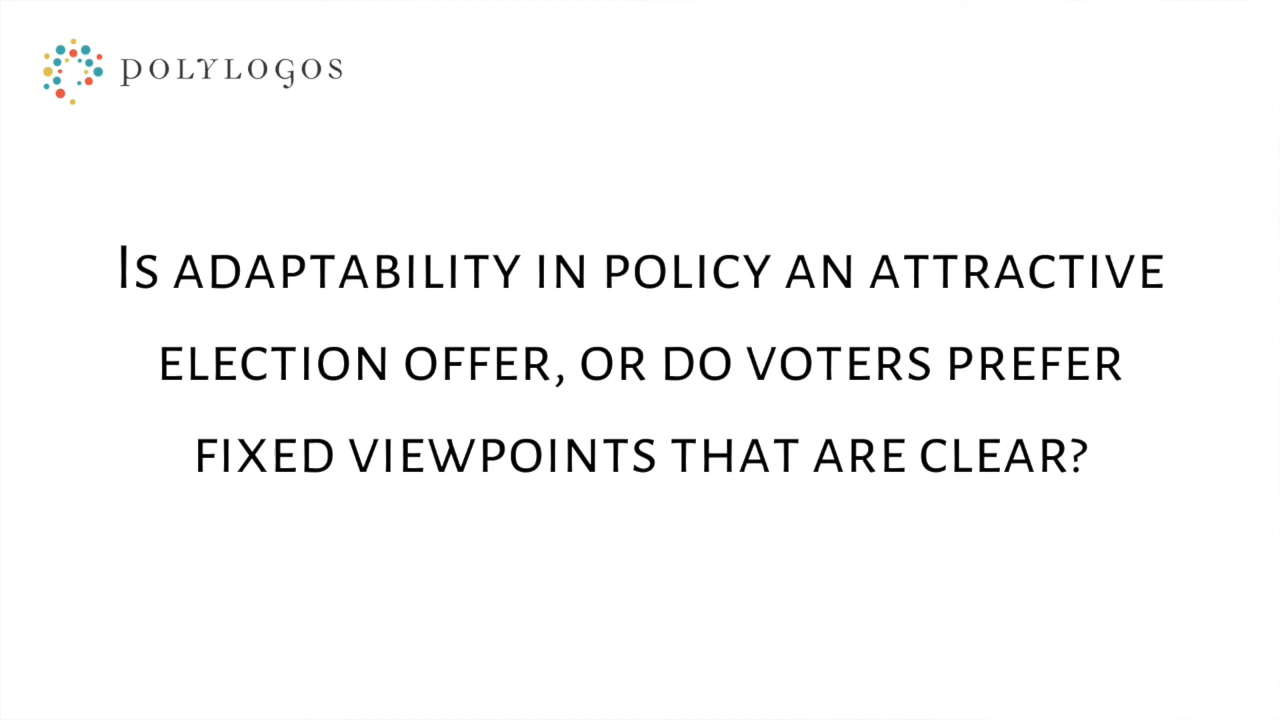 POLYLOGOS
Is adaptability in policy an attractive
election offer, or do voters prefer
fixed viewpoints that are clear?